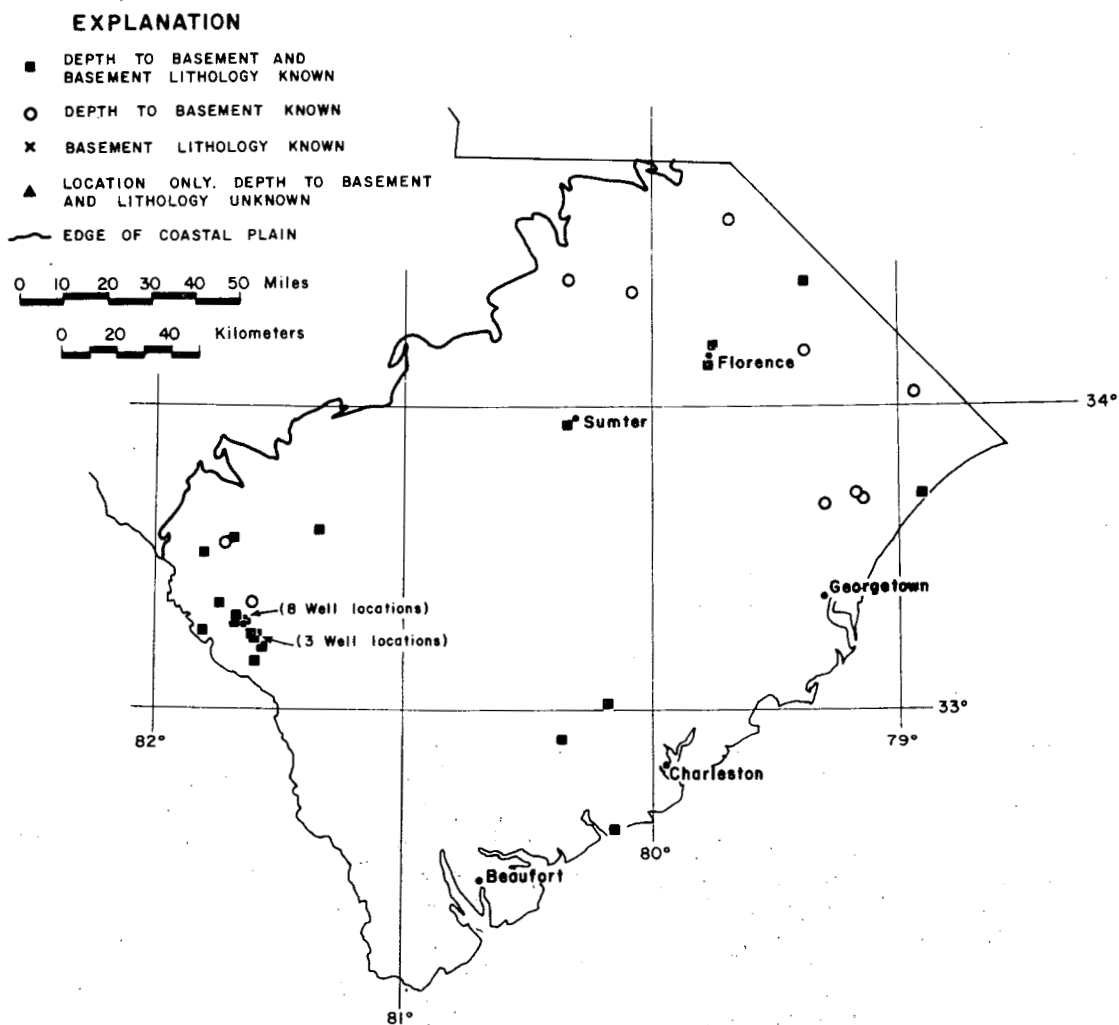 EXPLANATION
DEPTH TO BASEMENT AND
BASEMENT LITHOLOGY KNOWN
DEPTH TO BASEMENT KNOWN
BASEMENT LITHOLOGY KNOWN
LOCATION ONLY. DEPTH TO BASEMENT
AND LITHOLOGY UNKNOWN
EDGE OF COASTAL PLAIN
0 10 20 30 40 50 Miles
0 20 40 Kilometers
Florence
34°
Sumter
Georgetown
(8 Well locations)
(3 Well locations)
33°
82°
79°
Charleston
80°
Beaufort
81°